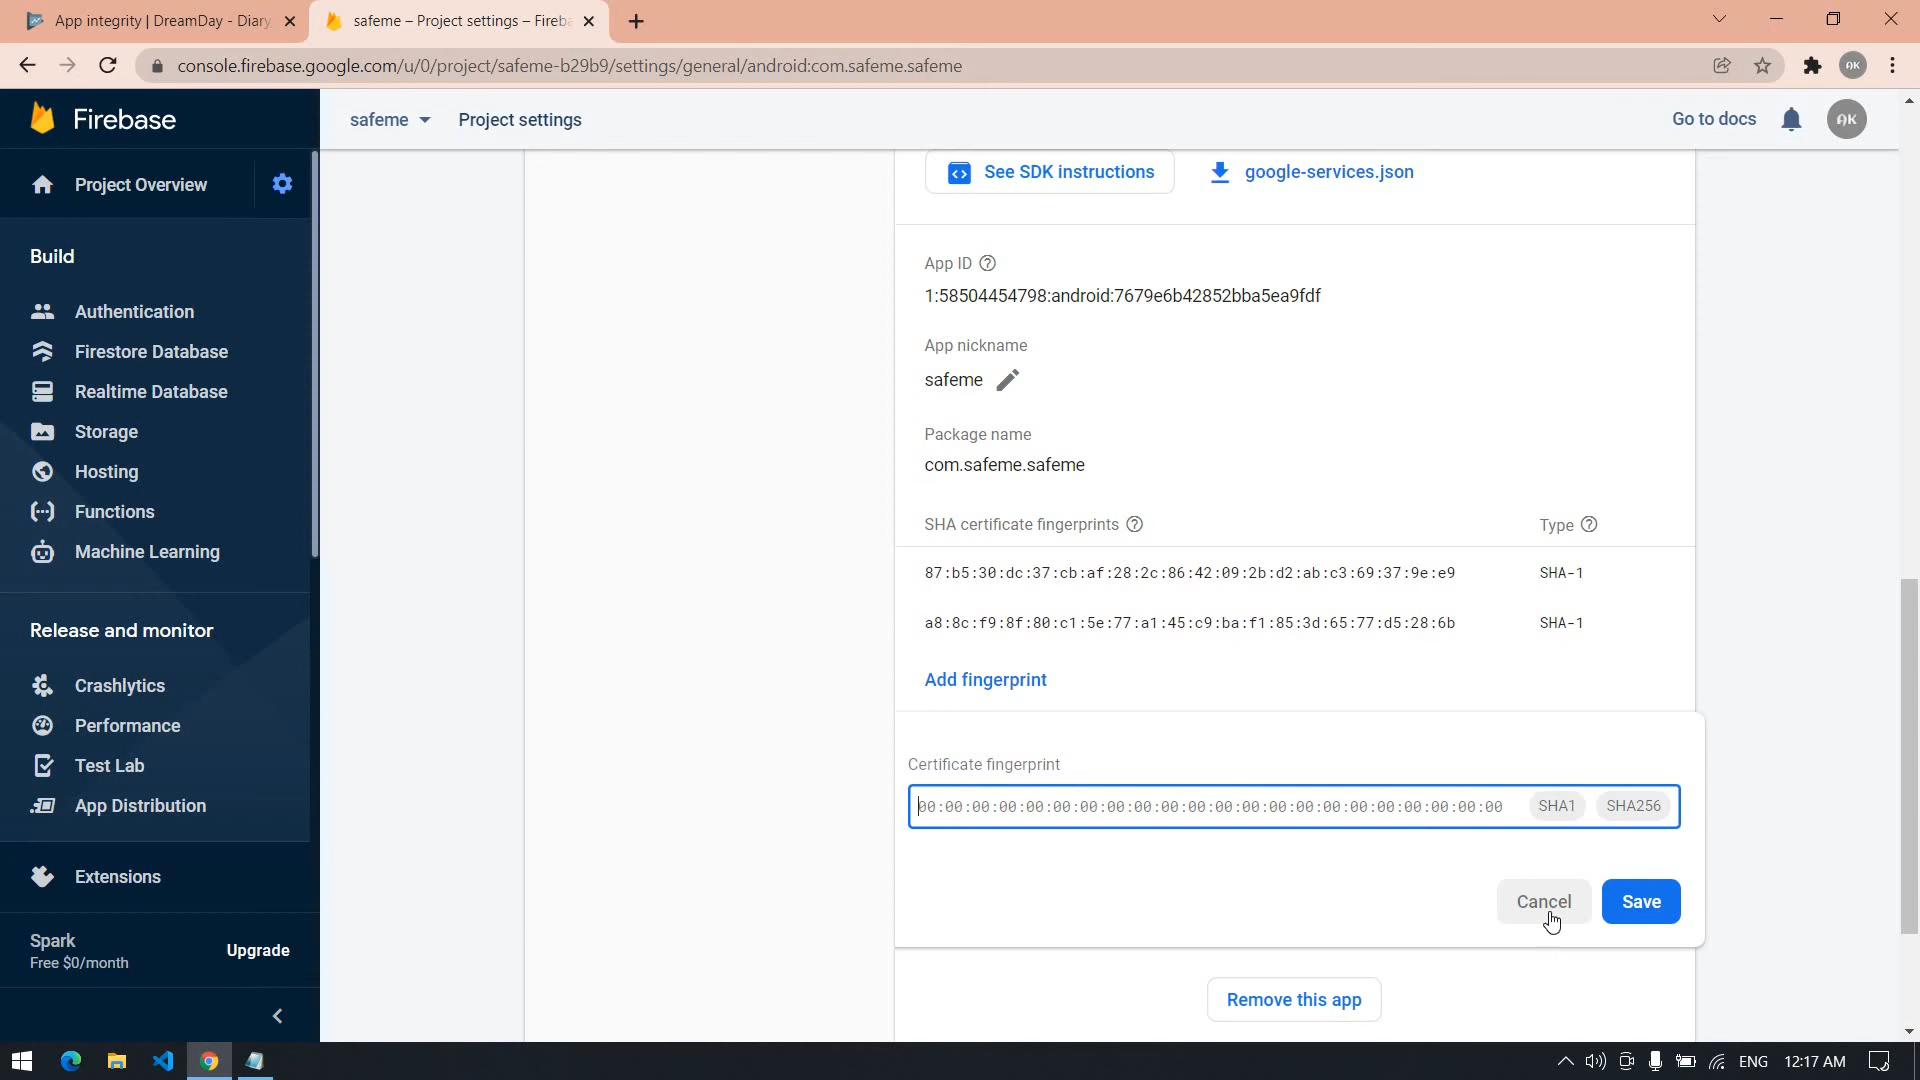 App integrity | DreamDay - Diary
safeme – Project settings – Fireba
console.firebase.google.com/u/0/project/safeme-b29b9/settings/general/android:com.safeme.safeme
AK
Firebase
safeme
Project settings
Go to docs
AK
Project Overview
See SDK instructions
google-services.json
Build
Authentication
Firestore Database
Realtime Database
Storage
Hosting
Functions
Machine Learning
Release and monitor
Crashlytics
Performance
Test Lab
App Distribution
Extensions
Spark
Free $0/month
Upgrade
App ID
1:58504454798:android:7679e6b42852bba5ea9fdf
App nickname
safeme
Package name
com.safeme.safeme
SHA certificate fingerprints
Type
87:b5:30:dc:37:cb:af:28:2c:86:42:09:2b:d2:ab:c3:69:37:9e:e9 SHA-1
a8:8c:f9:8f:80:c1:5e:77:a1:45:c9:ba:f1:85:3d:65:77:d5:28:6b SHA-1
Add fingerprint
Certificate fingerprint
00:00:00:00:00:00:00:00:00:00:00:00:00:00:00:00:00:00:00:00:00:00 SHA1 SHA256
Cancel
Save
Remove this app
ENG
12:17 AM